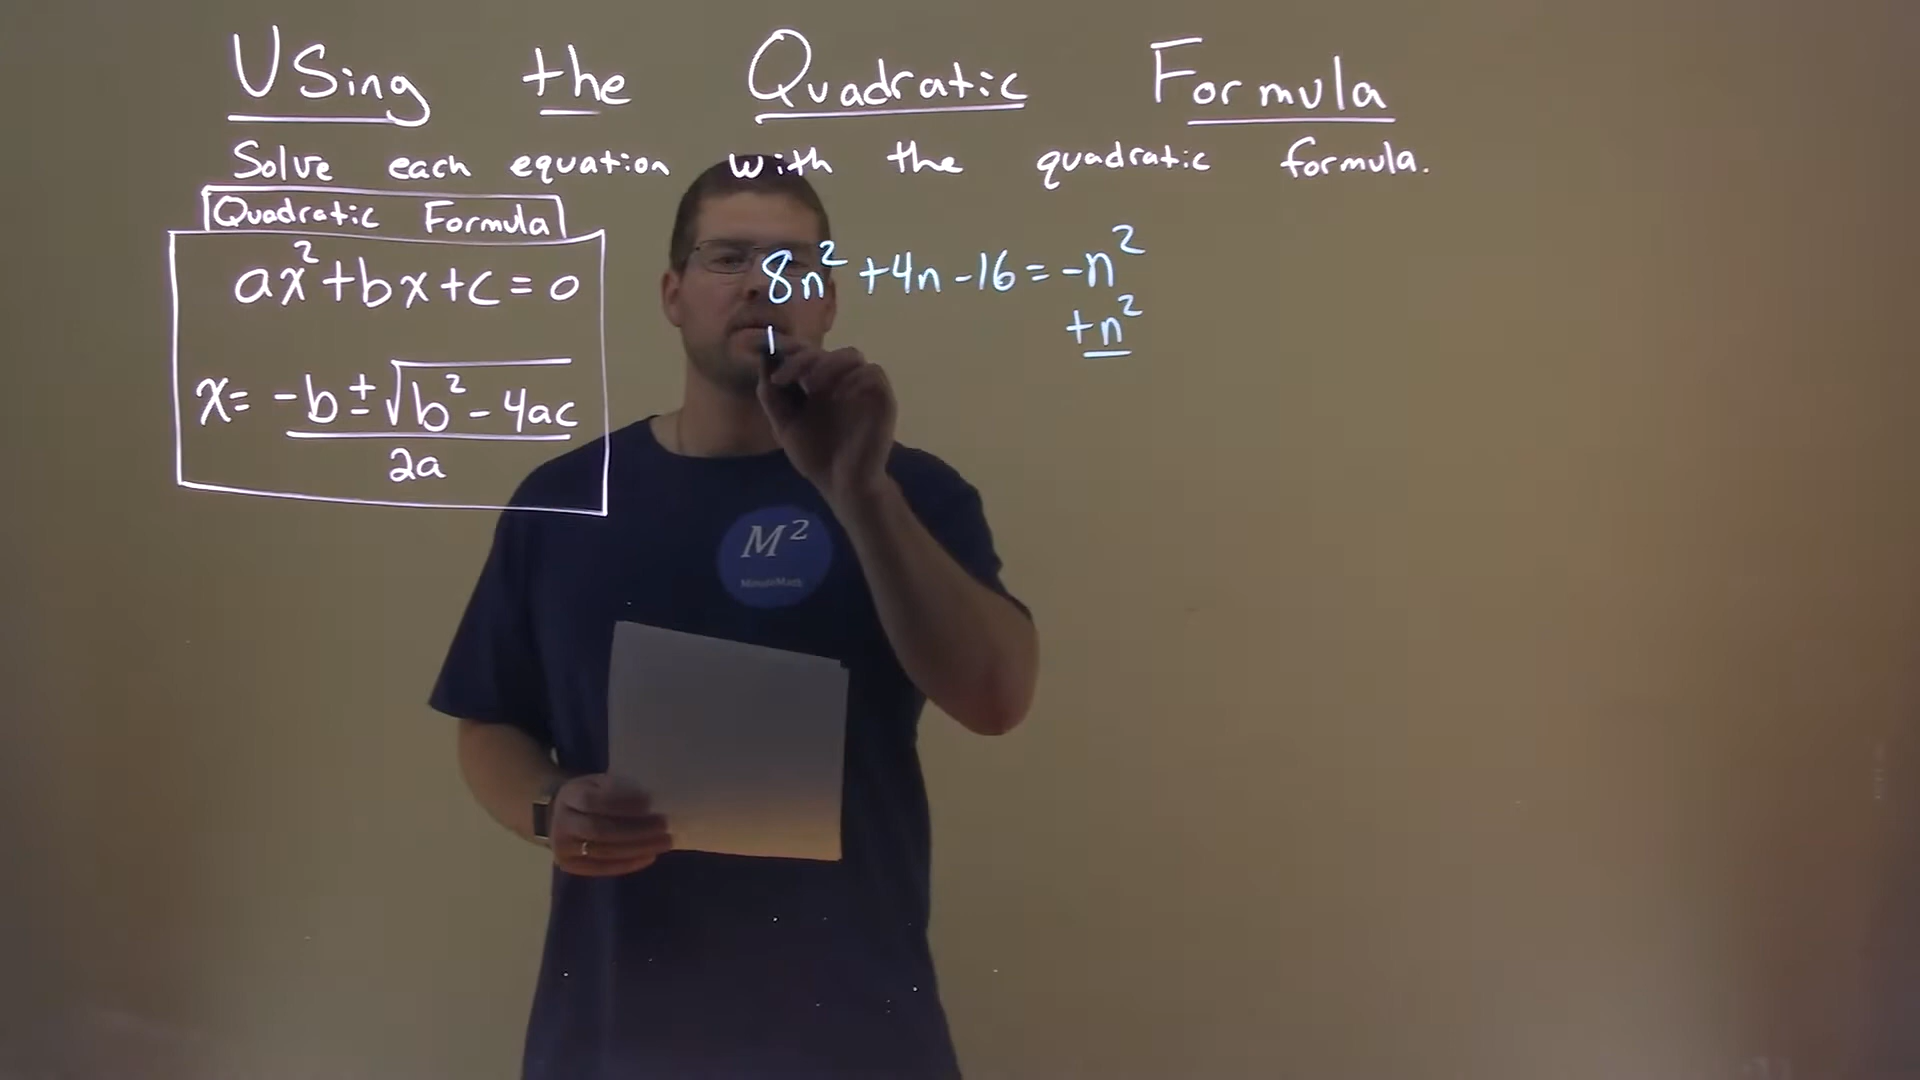 Using the Quadratic Formula
Solve each equation with the quadratic formula.
Quadratic Formula
ax²+bx+c=0
x= -b±√b²-4ac
2a
8n²+4n-16=-n²
+n²
M²
MinuteMath